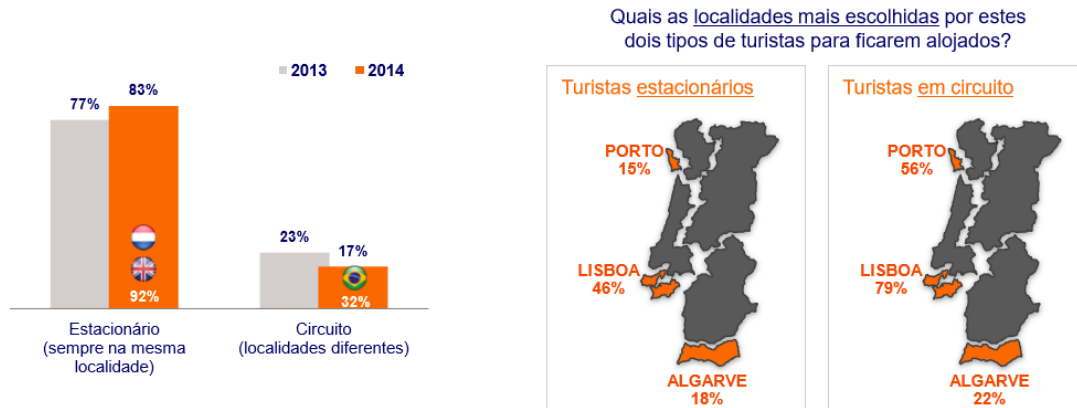 Quais as localidades mais escolhidas por estes
dois tipos de turistas para ficarem alojados?
2013 2014
77%
83%
92%
23%
17%
32%
Estacionário
(sempre na mesma
localidade)
Circuito
(localidades diferentes)
Turistas estacionários
PORTO
15%
LISBOA
46%
ALGARVE
18%
Turistas em circuito
PORTO
56%
LISBOA
79%
ALGARVE
22%